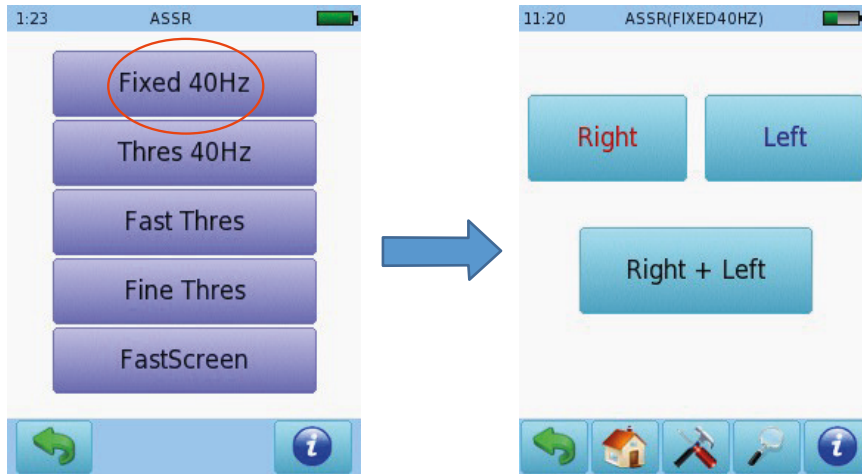 1:23 ASSR
Fixed 40Hz
Thres 40Hz
Fast Thres
Fine Thres
FastScreen
i
11:20 ASSR(FIXED40HZ)
Right Left
Right + Left
i